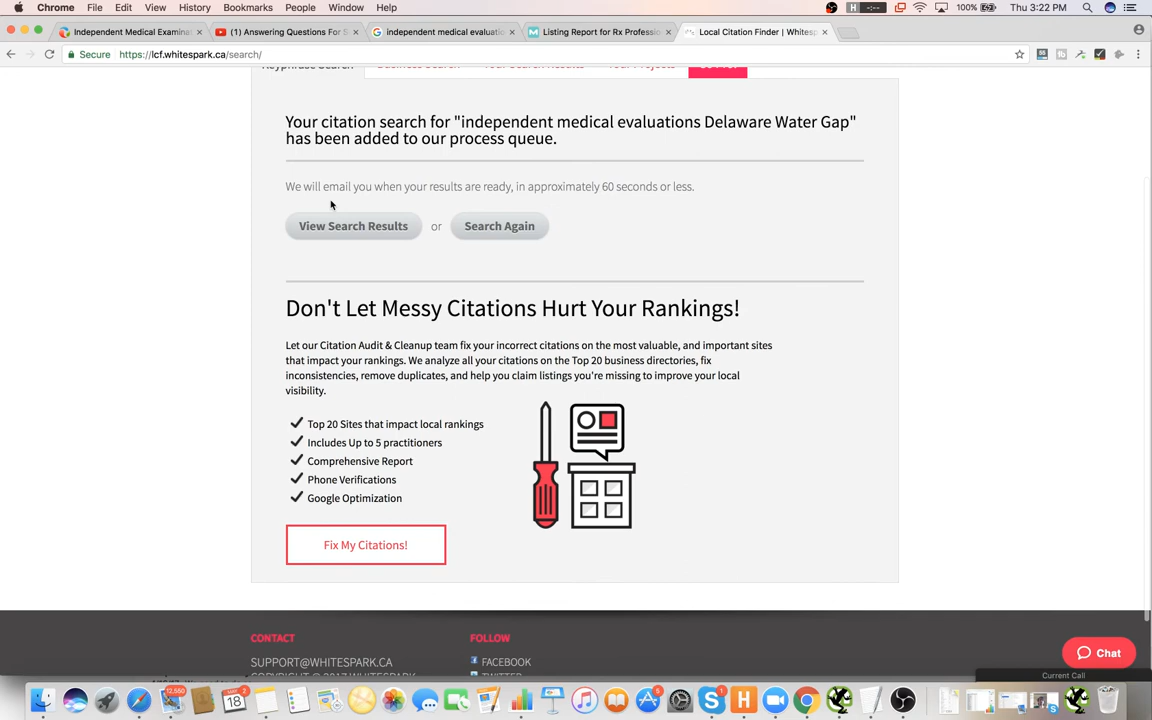 Chrome File Edit View History Bookmarks People Window Help
100% Thu 3:22 PM
Independent Medical Examinat
(1) Answering Questions For S
independent medical evaluatio
Listing Report for Rx Professio
Local Citation Finder | Whitesp
Secure https://lcf.whitespark.ca/search/
Your citation search for "independent medical evaluations Delaware Water Gap"
has been added to our process queue.
We will email you when your results are ready, in approximately 60 seconds or less.
View Search Results or Search Again
Don't Let Messy Citations Hurt Your Rankings!
Let our Citation Audit & Cleanup team fix your incorrect citations on the most valuable, and important sites
that impact your rankings. We analyze all your citations on the Top 20 business directories, fix
inconsistencies, remove duplicates, and help you claim listings you're missing to improve your local
visibility.
Top 20 Sites that impact local rankings
Includes Up to 5 practitioners
Comprehensive Report
Phone Verifications
Google Optimization
Fix My Citations!
CONTACT
FOLLOW
SUPPORT@WHITESPARK.CA
FACEBOOK
Chat
Current Call
12,560
18